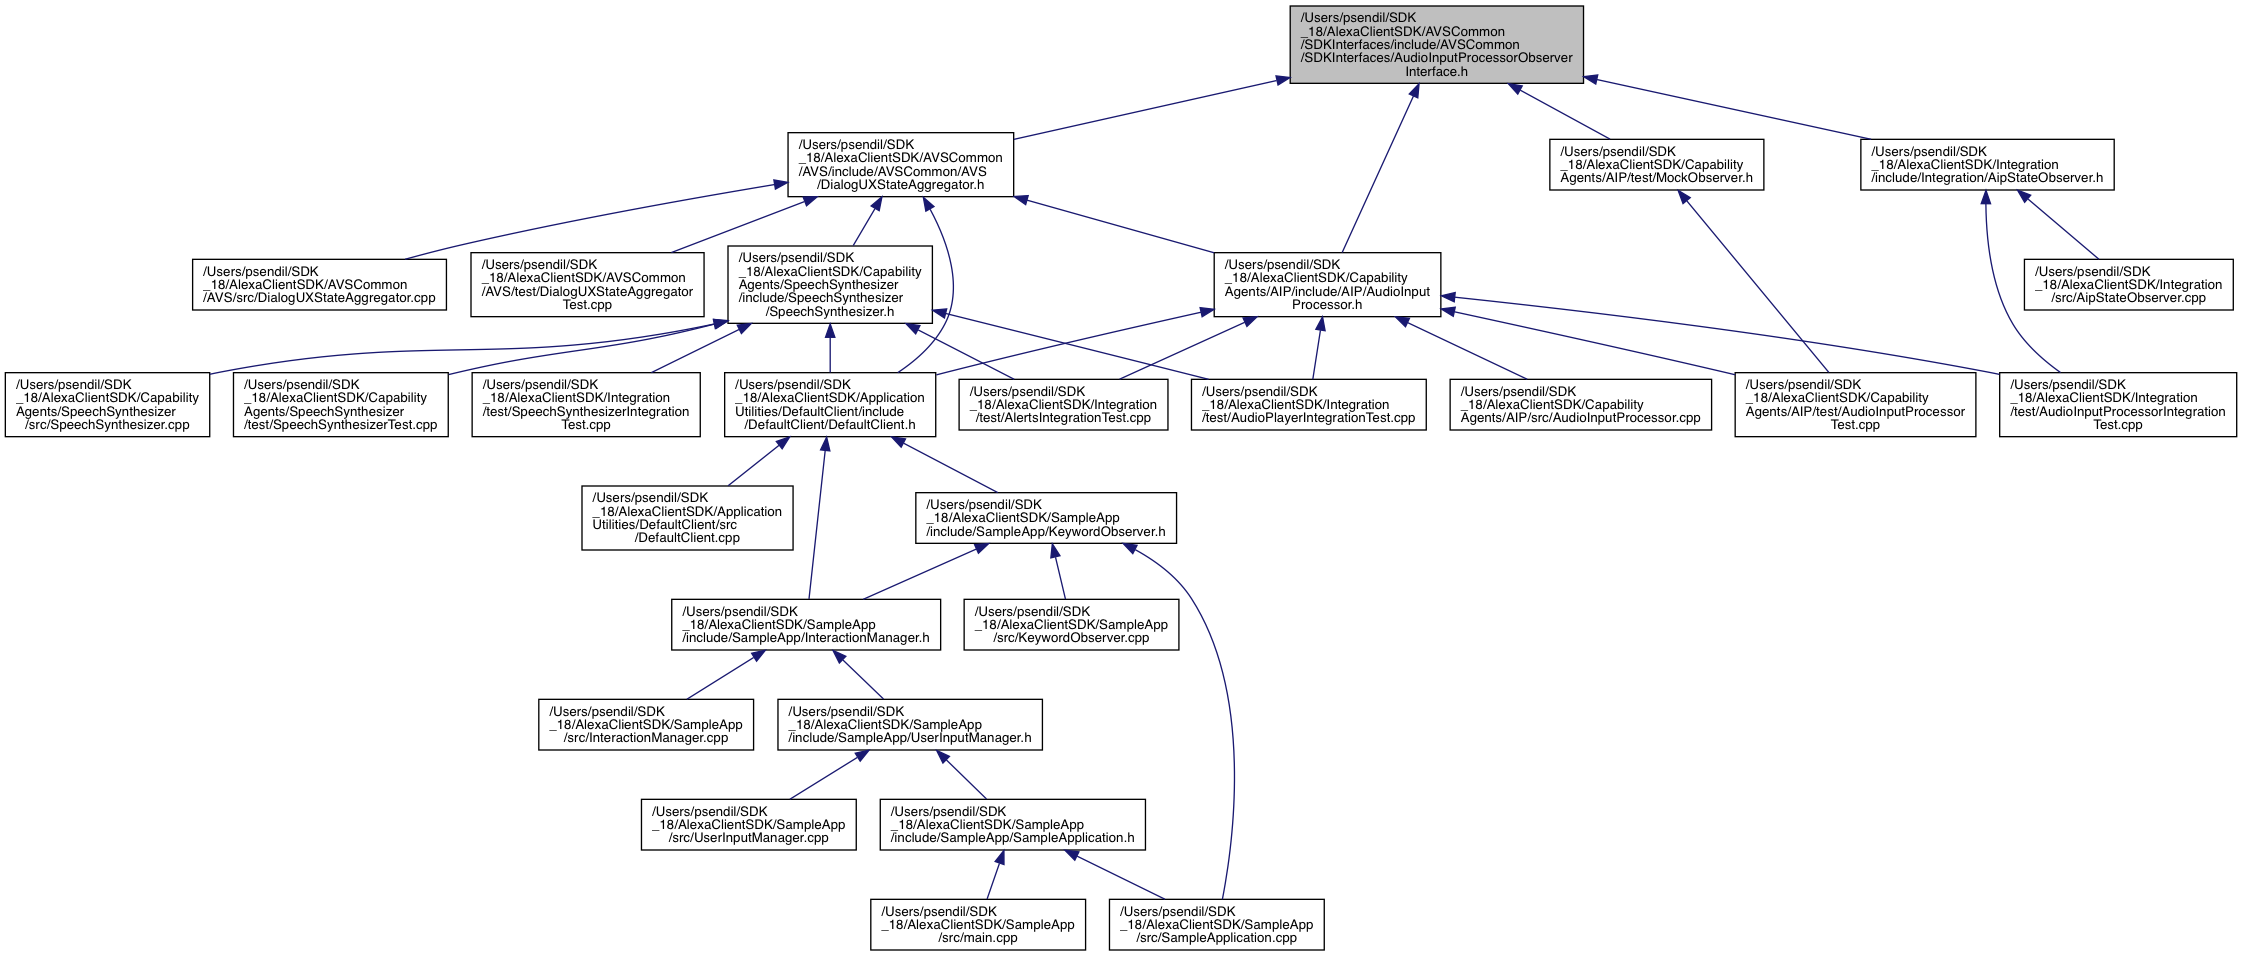 /Users/psendil/SDK
_18/AlexaClientSDK/AVSCommon
/SDKInterfaces/include/AVSCommon
/SDKInterfaces/AudioInputProcessorObserver
Interface.h
/Users/psendil/SDK
_18/AlexaClientSDK/AVSCommon
/AVS/include/AVSCommon/AVS
/DialogUXStateAggregator.h
/Users/psendil/SDK
_18/AlexaClientSDK/Capability
Agents/AIP/test/MockObserver.h
/Users/psendil/SDK
_18/AlexaClientSDK/Integration
/include/Integration/AipStateObserver.h
/Users/psendil/SDK
_18/AlexaClientSDK/AVSCommon
/AVS/src/DialogUXStateAggregator.cpp
/Users/psendil/SDK
_18/AlexaClientSDK/AVSCommon
/AVS/test/DialogUXStateAggregator
Test.cpp
/Users/psendil/SDK
_18/AlexaClientSDK/Capability
Agents/SpeechSynthesizer
/include/SpeechSynthesizer
/SpeechSynthesizer.h
/Users/psendil/SDK
_18/AlexaClientSDK/Capability
Agents/AIP/include/AIP/AudioInput
Processor.h
/Users/psendil/SDK
_18/AlexaClientSDK/Integration
/src/AipStateObserver.cpp
/Users/psendil/SDK
_18/AlexaClientSDK/Capability
Agents/SpeechSynthesizer
/src/SpeechSynthesizer.cpp
/Users/psendil/SDK
_18/AlexaClientSDK/Capability
Agents/SpeechSynthesizer
/test/SpeechSynthesizerTest.cpp
/Users/psendil/SDK
_18/AlexaClientSDK/Integration
/test/SpeechSynthesizerIntegration
Test.cpp
/Users/psendil/SDK
_18/AlexaClientSDK/Application
Utilities/DefaultClient/include
/DefaultClient/DefaultClient.h
/Users/psendil/SDK
_18/AlexaClientSDK/Integration
/test/AlertsIntegrationTest.cpp
/Users/psendil/SDK
_18/AlexaClientSDK/Integration
/test/AudioPlayerIntegrationTest.cpp
/Users/psendil/SDK
_18/AlexaClientSDK/Capability
Agents/AIP/src/AudioInputProcessor.cpp
/Users/psendil/SDK
_18/AlexaClientSDK/Capability
Agents/AIP/test/AudioInputProcessor
Test.cpp
/Users/psendil/SDK
_18/AlexaClientSDK/Integration
/test/AudioInputProcessorIntegration
Test.cpp
/Users/psendil/SDK
_18/AlexaClientSDK/Application
Utilities/DefaultClient/src
/DefaultClient.cpp
/Users/psendil/SDK
_18/AlexaClientSDK/SampleApp
/include/SampleApp/KeywordObserver.h
/Users/psendil/SDK
_18/AlexaClientSDK/SampleApp
/include/SampleApp/InteractionManager.h
/Users/psendil/SDK
_18/AlexaClientSDK/SampleApp
/src/KeywordObserver.cpp
/Users/psendil/SDK
_18/AlexaClientSDK/SampleApp
/src/InteractionManager.cpp
/Users/psendil/SDK
_18/AlexaClientSDK/SampleApp
/include/SampleApp/UserInputManager.h
/Users/psendil/SDK
_18/AlexaClientSDK/SampleApp
/src/UserInputManager.cpp
/Users/psendil/SDK
_18/AlexaClientSDK/SampleApp
/include/SampleApp/SampleApplication.h
/Users/psendil/SDK
_18/AlexaClientSDK/SampleApp
/src/main.cpp
/Users/psendil/SDK
_18/AlexaClientSDK/SampleApp
/src/SampleApplication.cpp